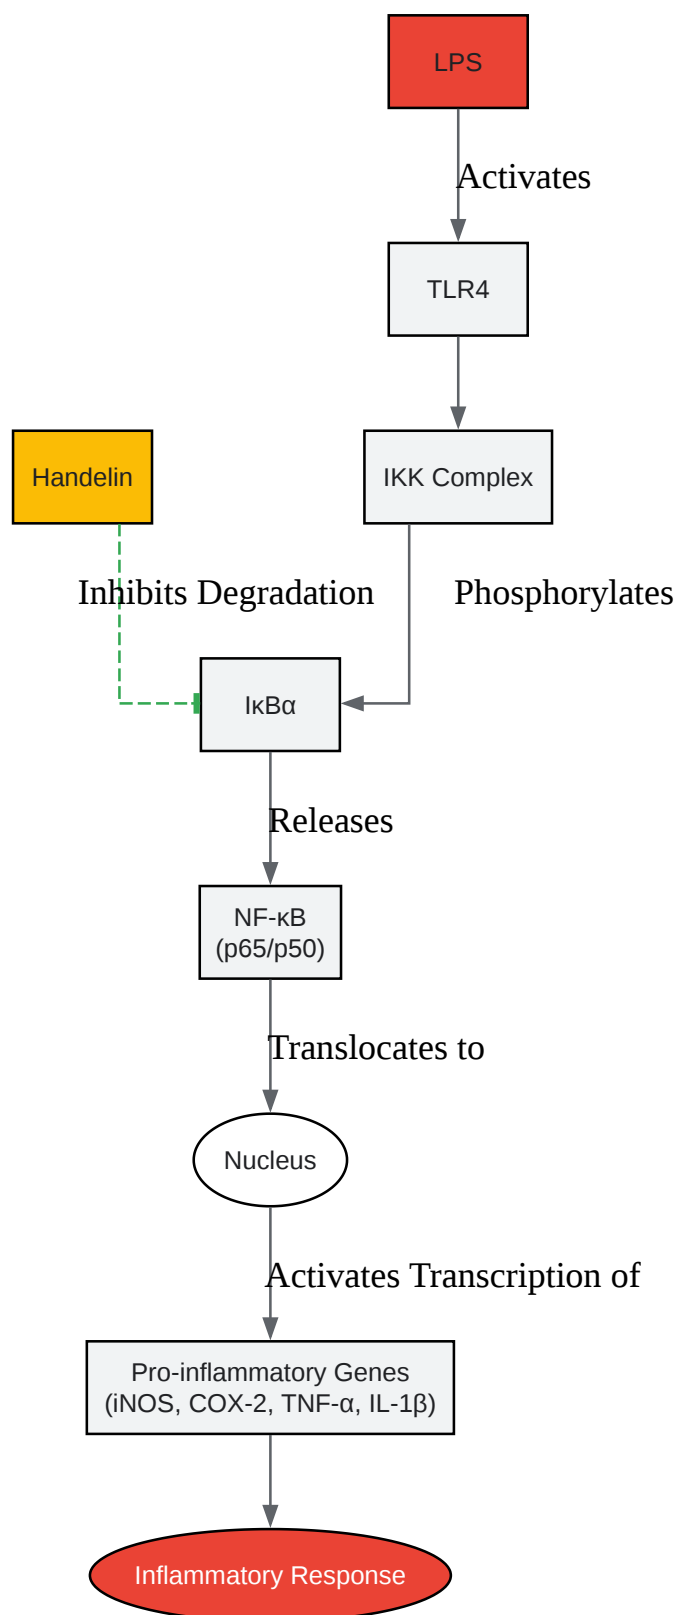 LPS
Activates
TLR4
Handelin
IKK Complex
Inhibits Degradation
Phosphorylates
IκBα
Releases
NF-κB
(p65/p50)
Translocates to
Nucleus
Activates Transcription of
Pro-inflammatory Genes
(iNOS, COX-2, TNF-α, IL-1β)
Inflammatory Response